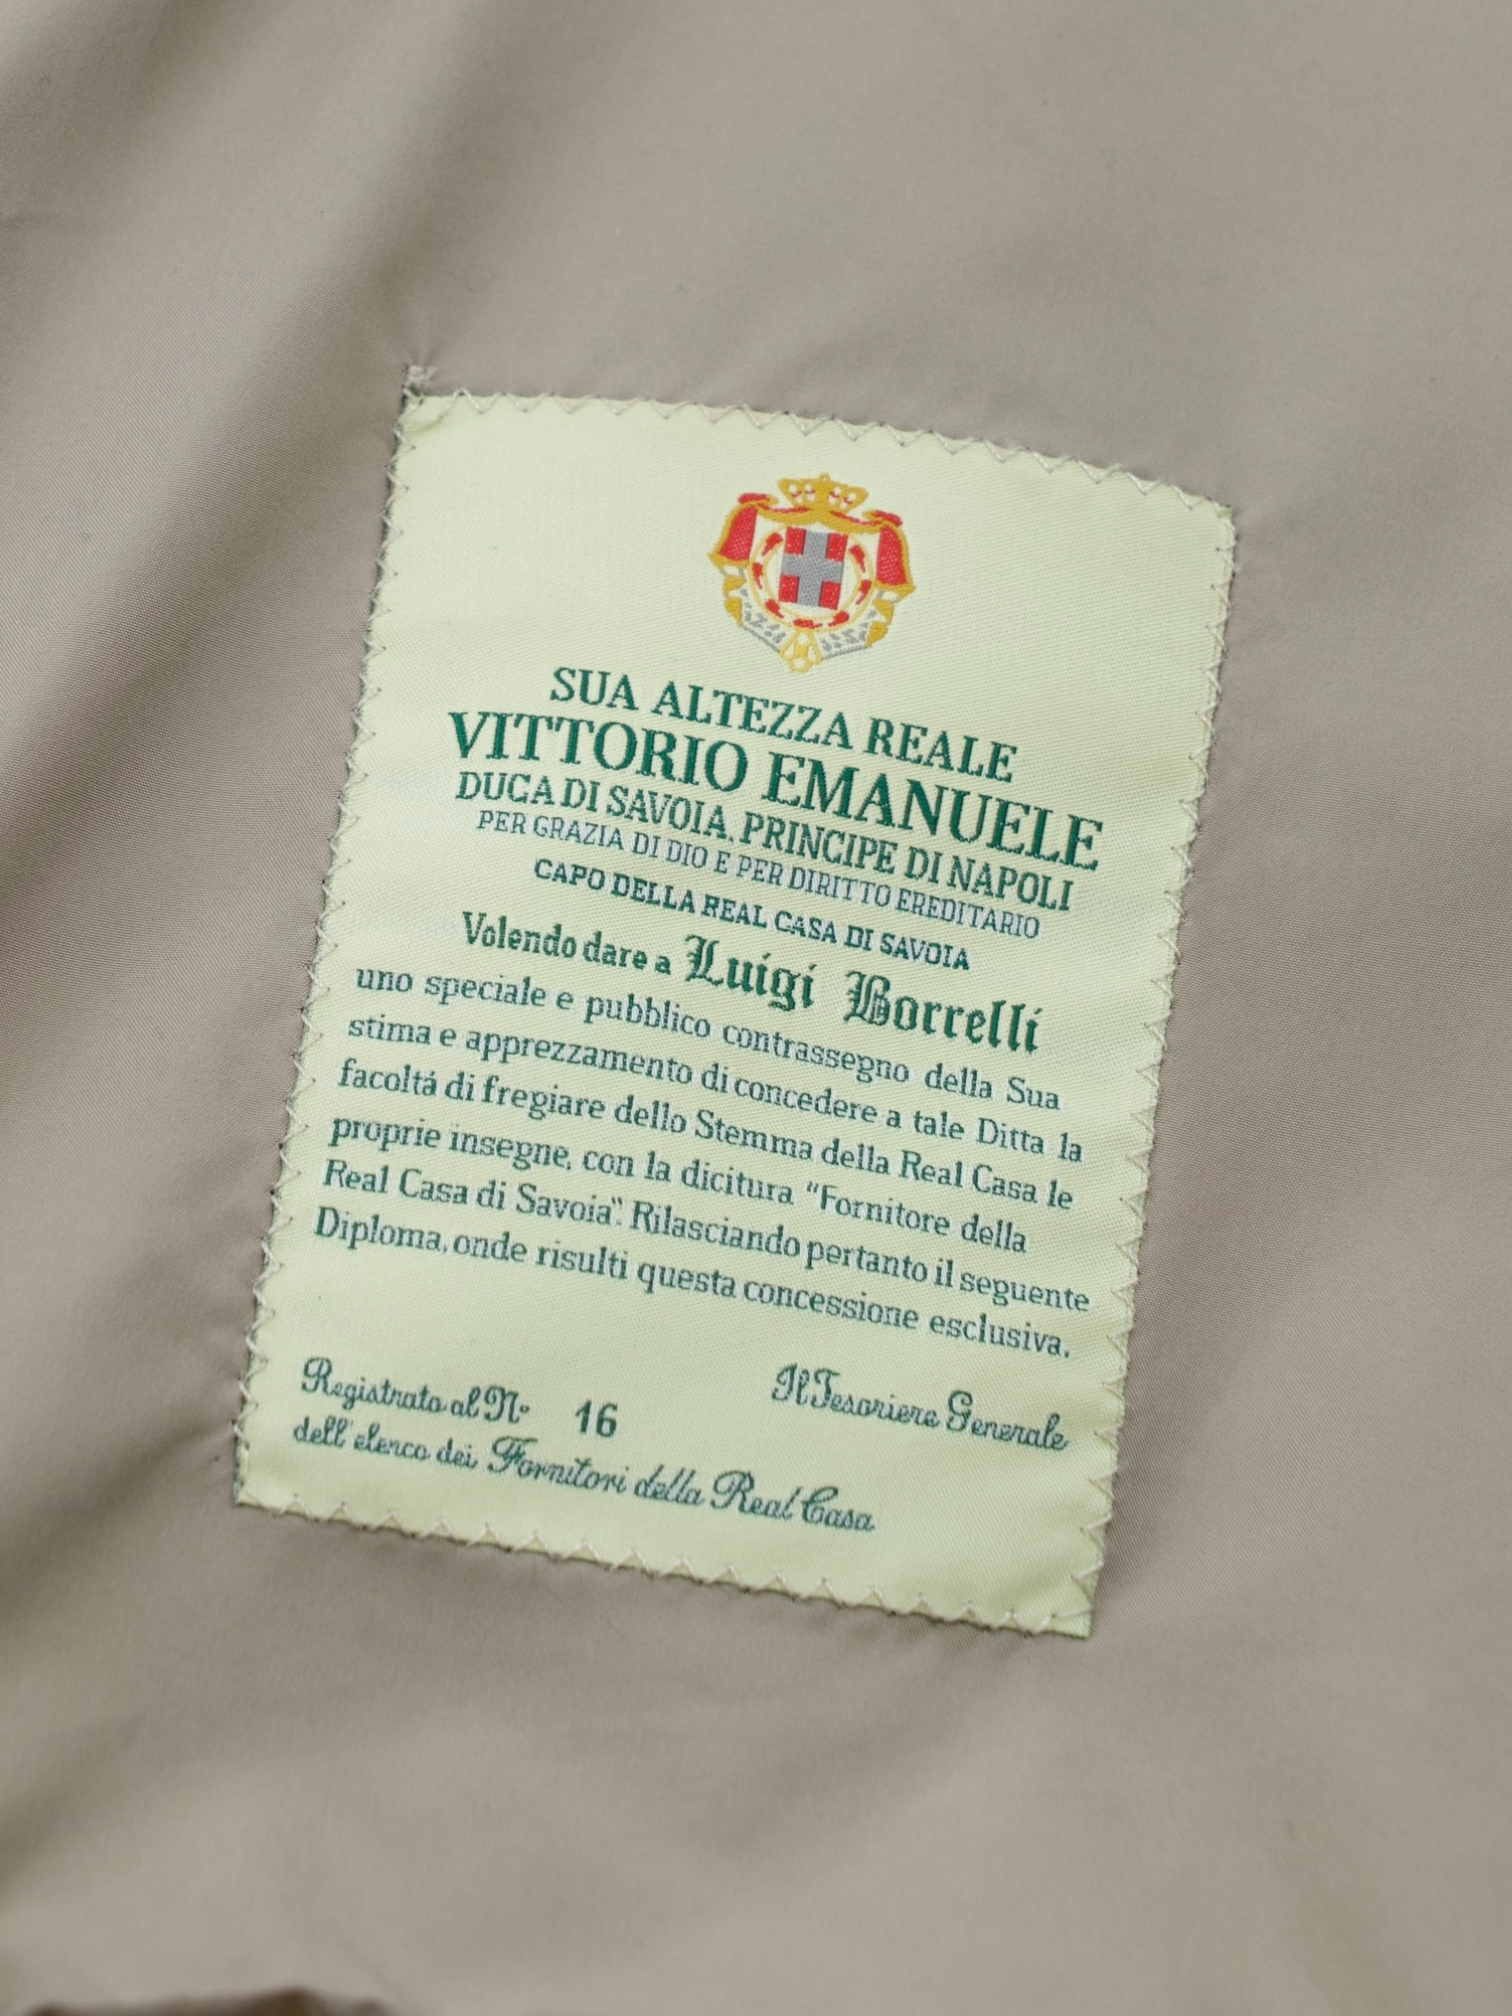 SUA ALTEZZA REALE
VITTORIO EMANUELE
DUCA DI SAVOIA, PRINCIPE DI NAPOLI
PER GRAZIA DI DIO E PER DIRITTO EREDITARIO
CAPO DELLA REAL CASA DI SAVOIA
Volendo dare a Luigi Borrelli
uno speciale e pubblico contrassegno della Sua
stima e apprezzamento di concedere a tale Ditta la
facoltá di fregiare dello Stemma della Real Casa le
proprie insegne, con la dicitura "Fornitore della
Real Casa di Savoia". Rilasciando pertanto il seguente
Diploma, onde risulti questa concessione esclusiva.
Il Tesoriere Generale
Registrato al N° 16
dell'elenco dei Fornitori della Real Casa